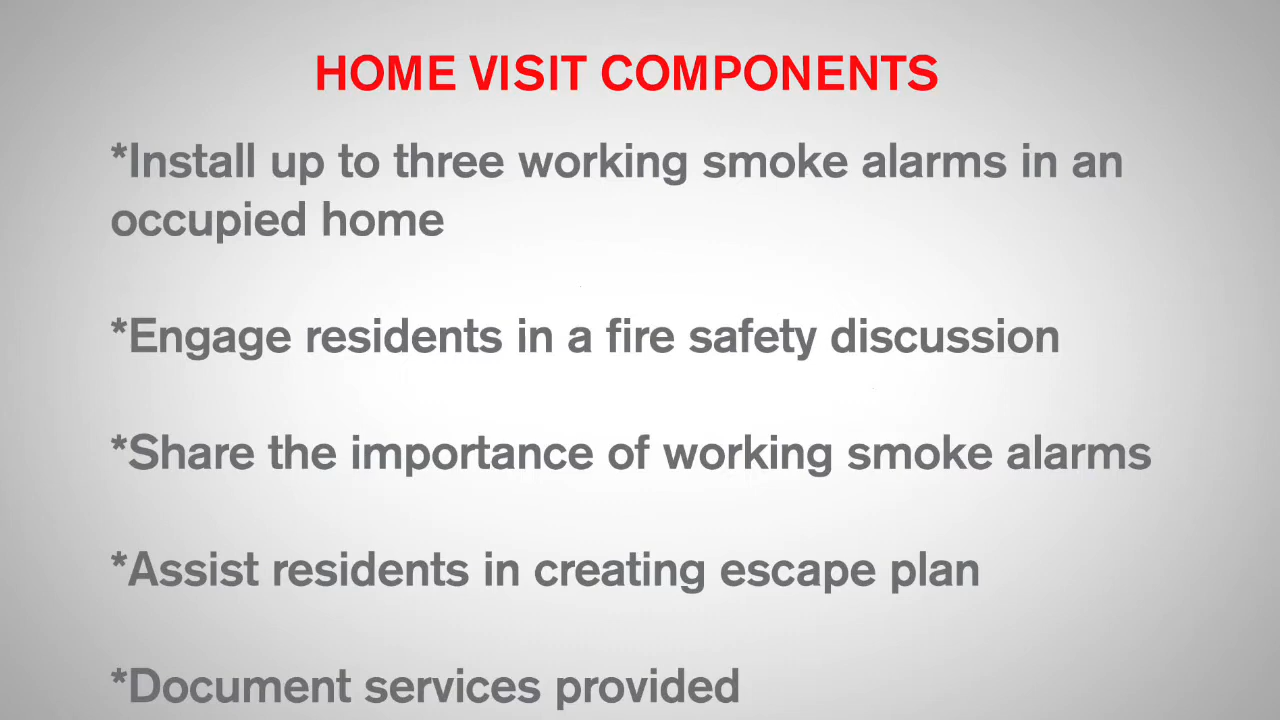 HOME VISIT COMPONENTS
*Install up to three working smoke alarms in an
occupied home
*Engage residents in a fire safety discussion
*Share the importance of working smoke alarms
*Assist residents in creating escape plan
*Document services provided